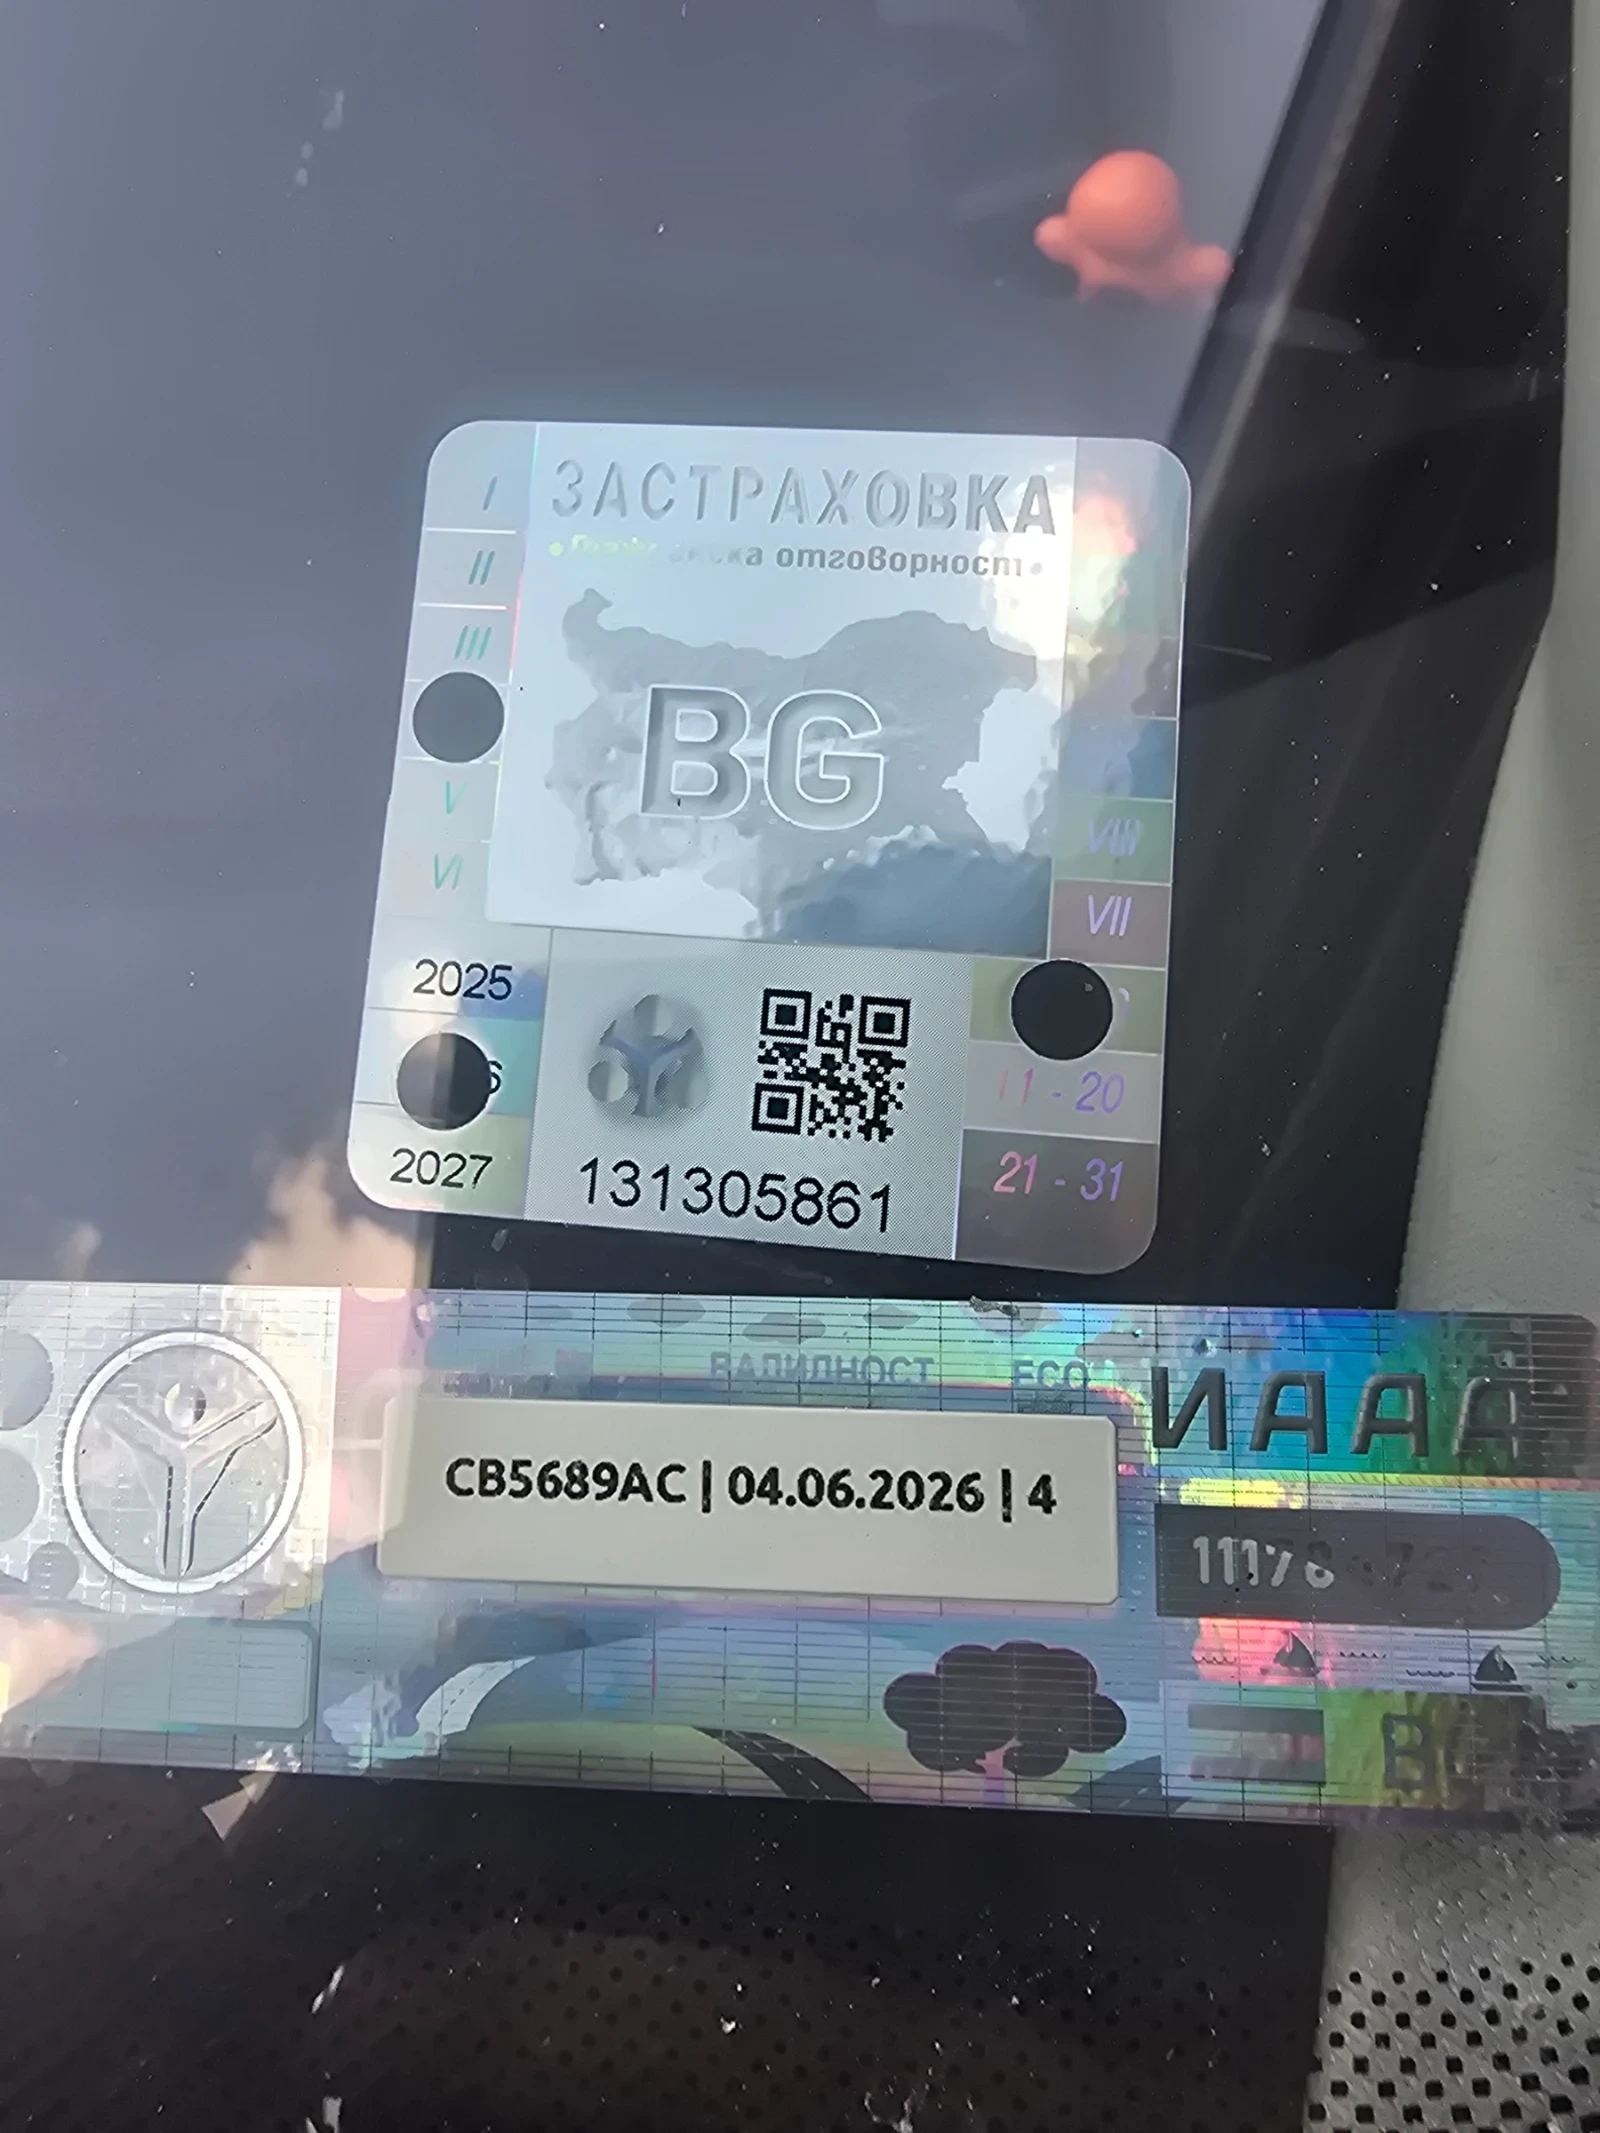 ЗАСТРАХОВКА
отговорност
I
II
III
V
VI
BG
VIII
VII
2025
2027
131305861
11 - 20
21 - 31
ВАЛИДНОСТ ECO
ИААА
СВ5689АС | 04.06.2026 | 4